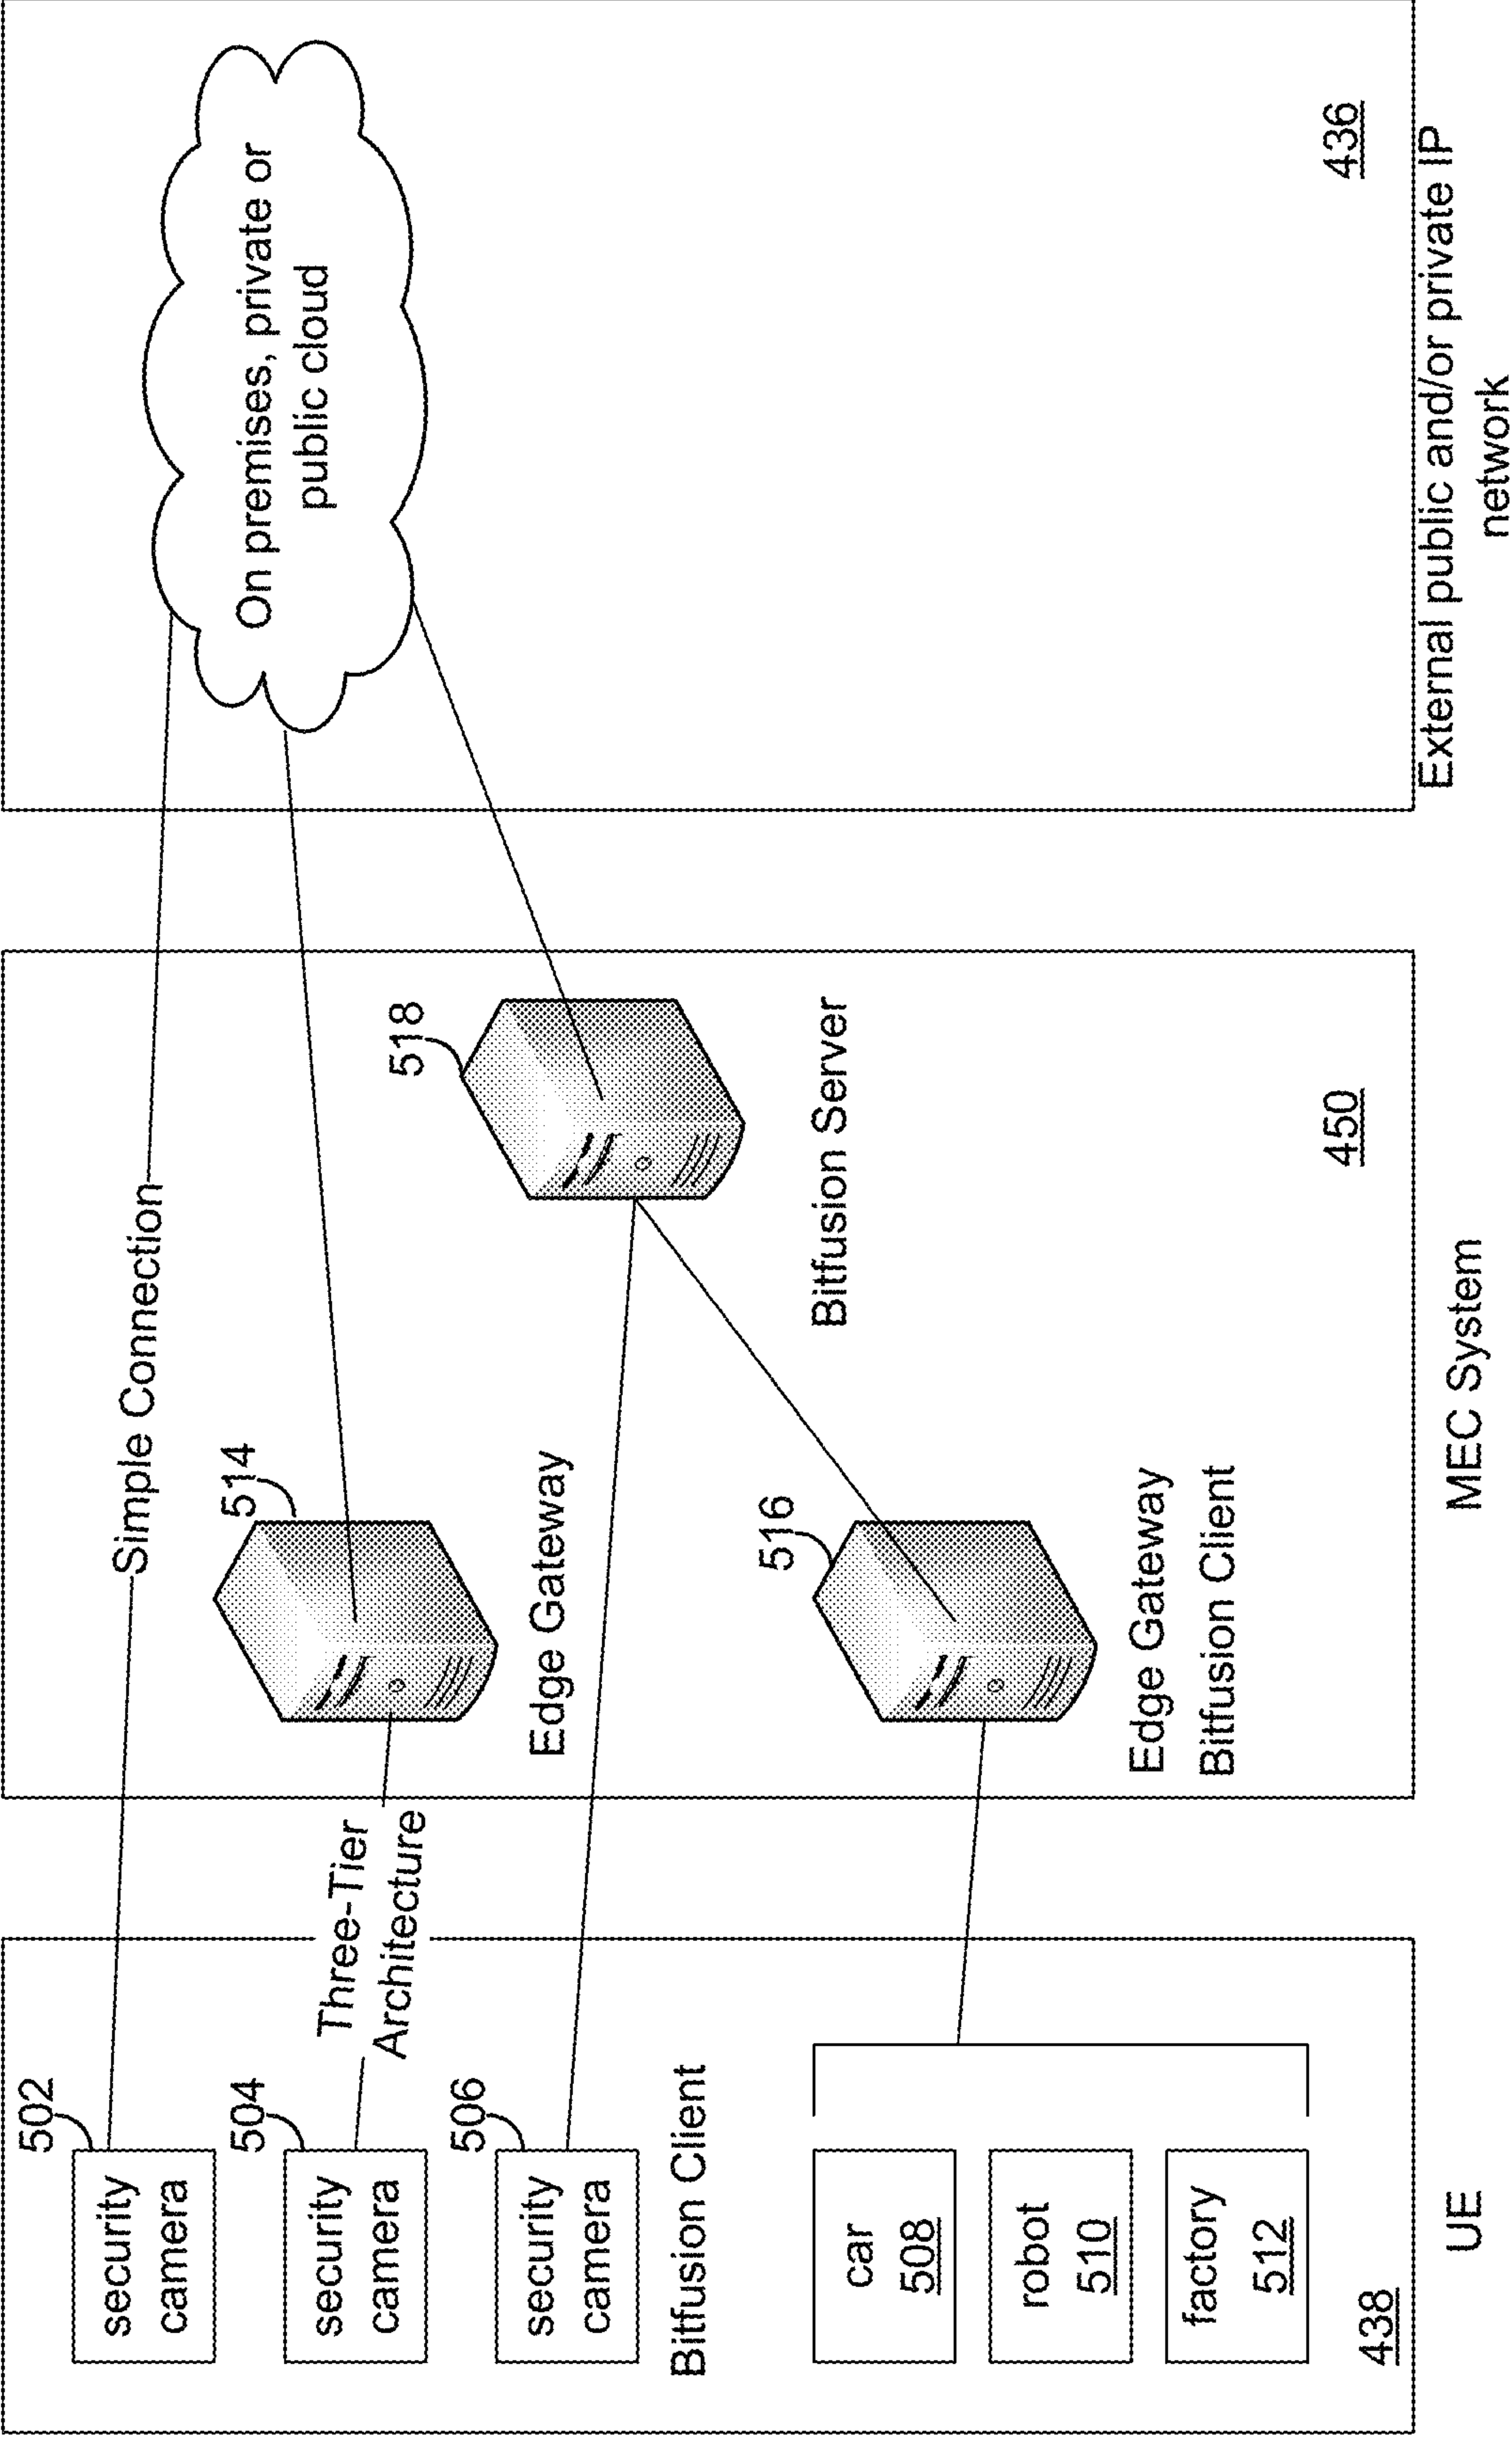 502
security
camera
504
security
camera
506
security
camera
Bitfusion Client
car
508
robot
510
factory
512
438
UE
Simple Connection
Three-Tier
Architecture
514
Edge Gateway
516
Edge Gateway
Bitfusion Client
518
Bitfusion Server
450
MEC System
On premises, private or
public cloud
436
External public and/or private IP
network